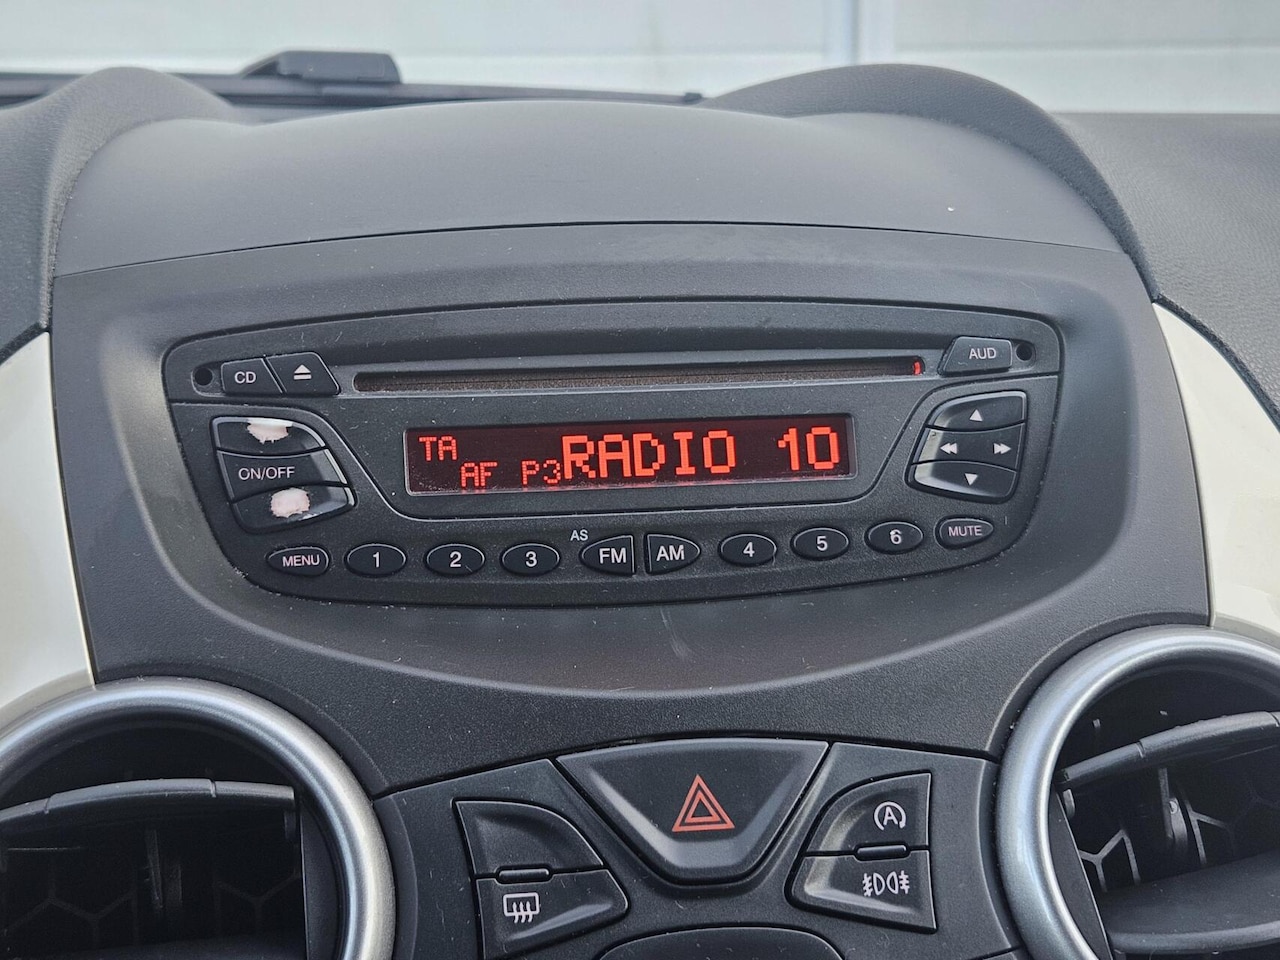 CD
AUD
TA
AF P3 RADIO 10
ON/OFF
AS
MENU 1 2 3 FM AM 4 5 6 MUTE
A